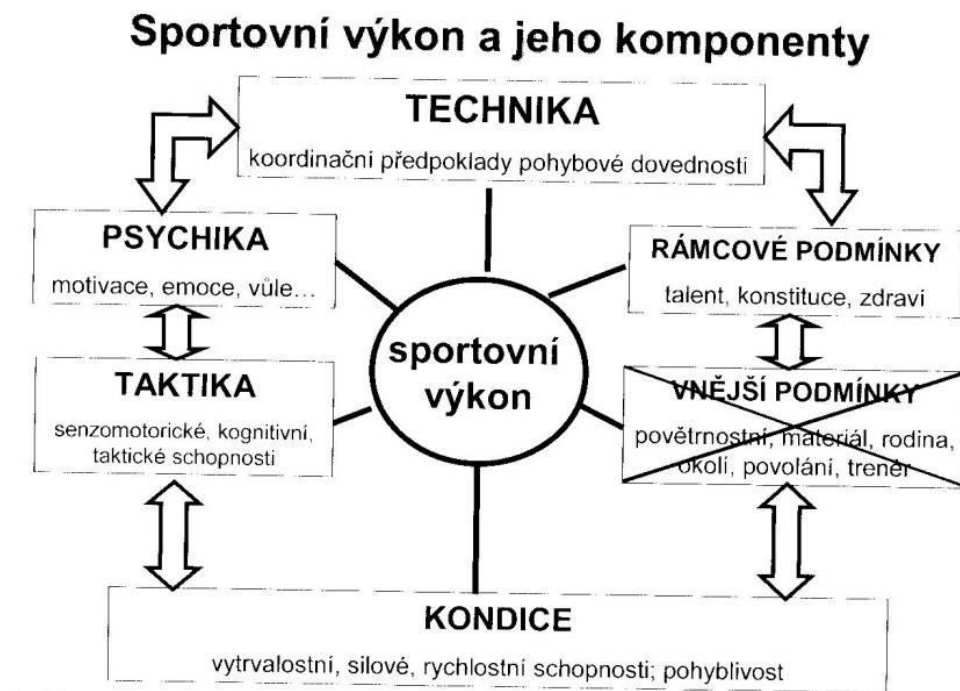 Sportovní výkon a jeho komponenty
TECHNIKA
koordinační předpoklady pohybové dovednosti
PSYCHIKA
motivace, emoce, vůle...
RÁMCOVÉ PODMÍNKY
talent, konstituce, zdraví
sportovní
výkon
TAKTIKA
senzomotorické, kognitivní,
taktické schopnosti
VNĚJŠÍ PODMÍNKY
povětrnostní, materiál, rodina,
okolí, povolání, trenér
KONDICE
vytrvalostní, silové, rychlostní schopnosti; pohyblivost